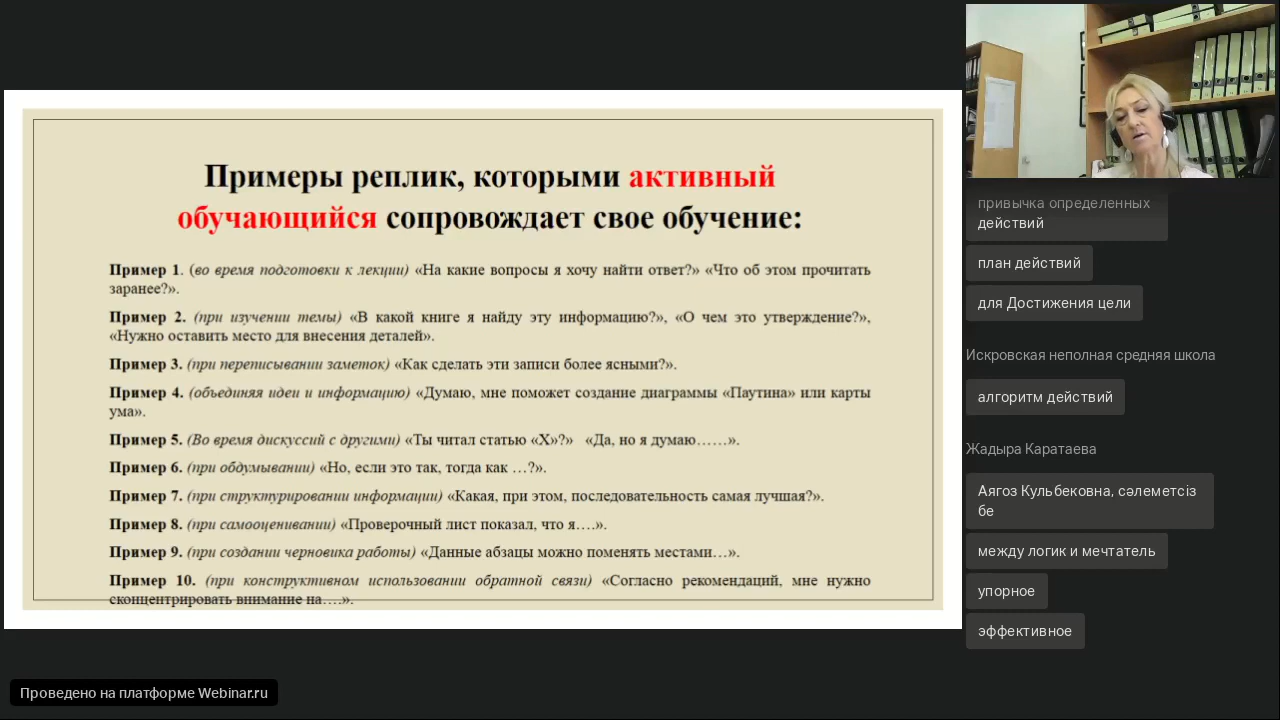 Примеры реплик, которыми активный
обучающийся сопровождает свое обучение:
Пример 1. (во время подготовки к лекции) «На какие вопросы я хочу найти ответ?» «Что об этом прочитать
заранее?».
Пример 2. (при изучении темы) «В какой книге я найду эту информацию?», «О чем это утверждение?»,
«Нужно оставить место для внесения деталей».
Пример 3. (при переписывании заметок) «Как сделать эти записи более ясными?».
Пример 4. (объединяя идеи и информацию) «Думаю, мне поможет создание диаграммы «Паутина» или карты
ума».
Пример 5. (Во время дискуссий с другими) «Ты читал статью «Х»?» «Да, но я думаю……».
Пример 6. (при обдумывании) «Но, если это так, тогда как …?».
Пример 7. (при структурировании информации) «Какая, при этом, последовательность самая лучшая?».
Пример 8. (при самооценивании) «Проверочный лист показал, что я….».
Пример 9. (при создании черновика работы) «Данные абзацы можно поменять местами…».
Пример 10. (при конструктивном использовании обратной связи) «Согласно рекомендаций, мне нужно
сконцентрировать внимание на….».
привычка определенных
действий
план действий
для Достижения цели
Искровская неполная средняя школа
алгоритм действий
Жадыра Каратаева
Аягоз Кульбековна, сәлеметсіз
бе
между логик и мечтатель
упорное
эффективное
Проведено на платформе Webinar.ru